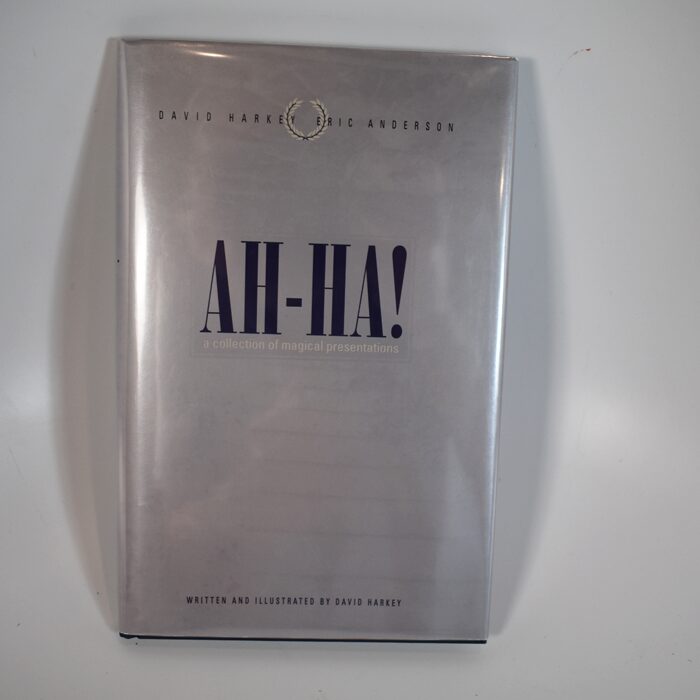 DAVID HARKEY ERIC ANDERSON
AH-HA!
a collection of magical presentations
WRITTEN AND ILLUSTRATED BY DAVID HARKEY